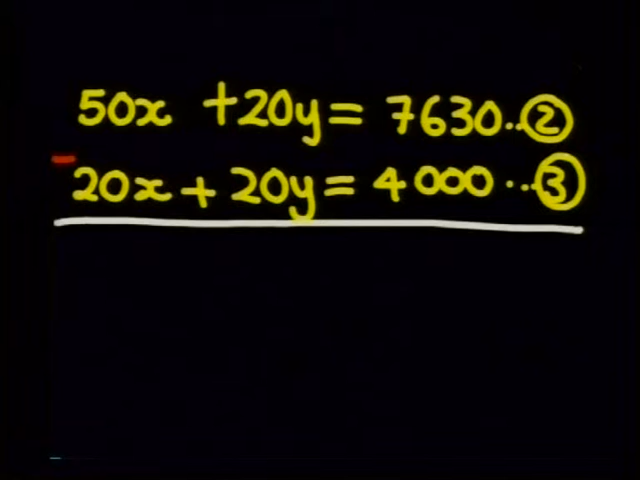 50x + 20y = 7630..②
- 20x + 20y = 4000...③